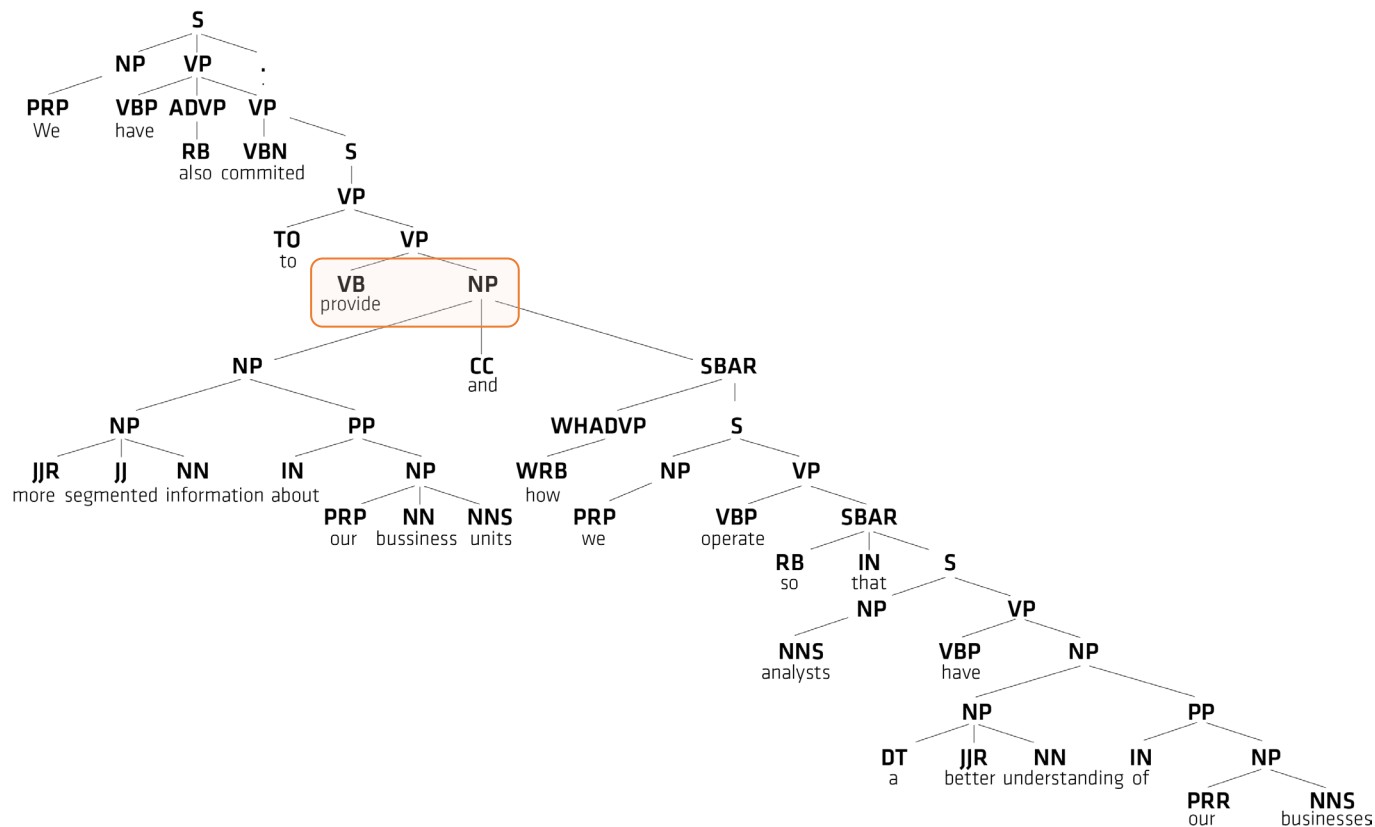 S
NP VP .
PRP VBP ADVP VP
We have
RB VBN S
also commited
VP
TO VP
to
VB NP
provide
NP CC SBAR
and
NP PP WHADVP S
JJR JJ NN IN NP WRB NP VP
more segmented information about how
PRP NN NNS PRP VBP SBAR
our bussiness units we operate
RB IN S
so that
NP VP
NNS VBP NP
analysts have
NP PP
DT JJR NN IN NP
a better understanding of
PRR NNS
our businesses